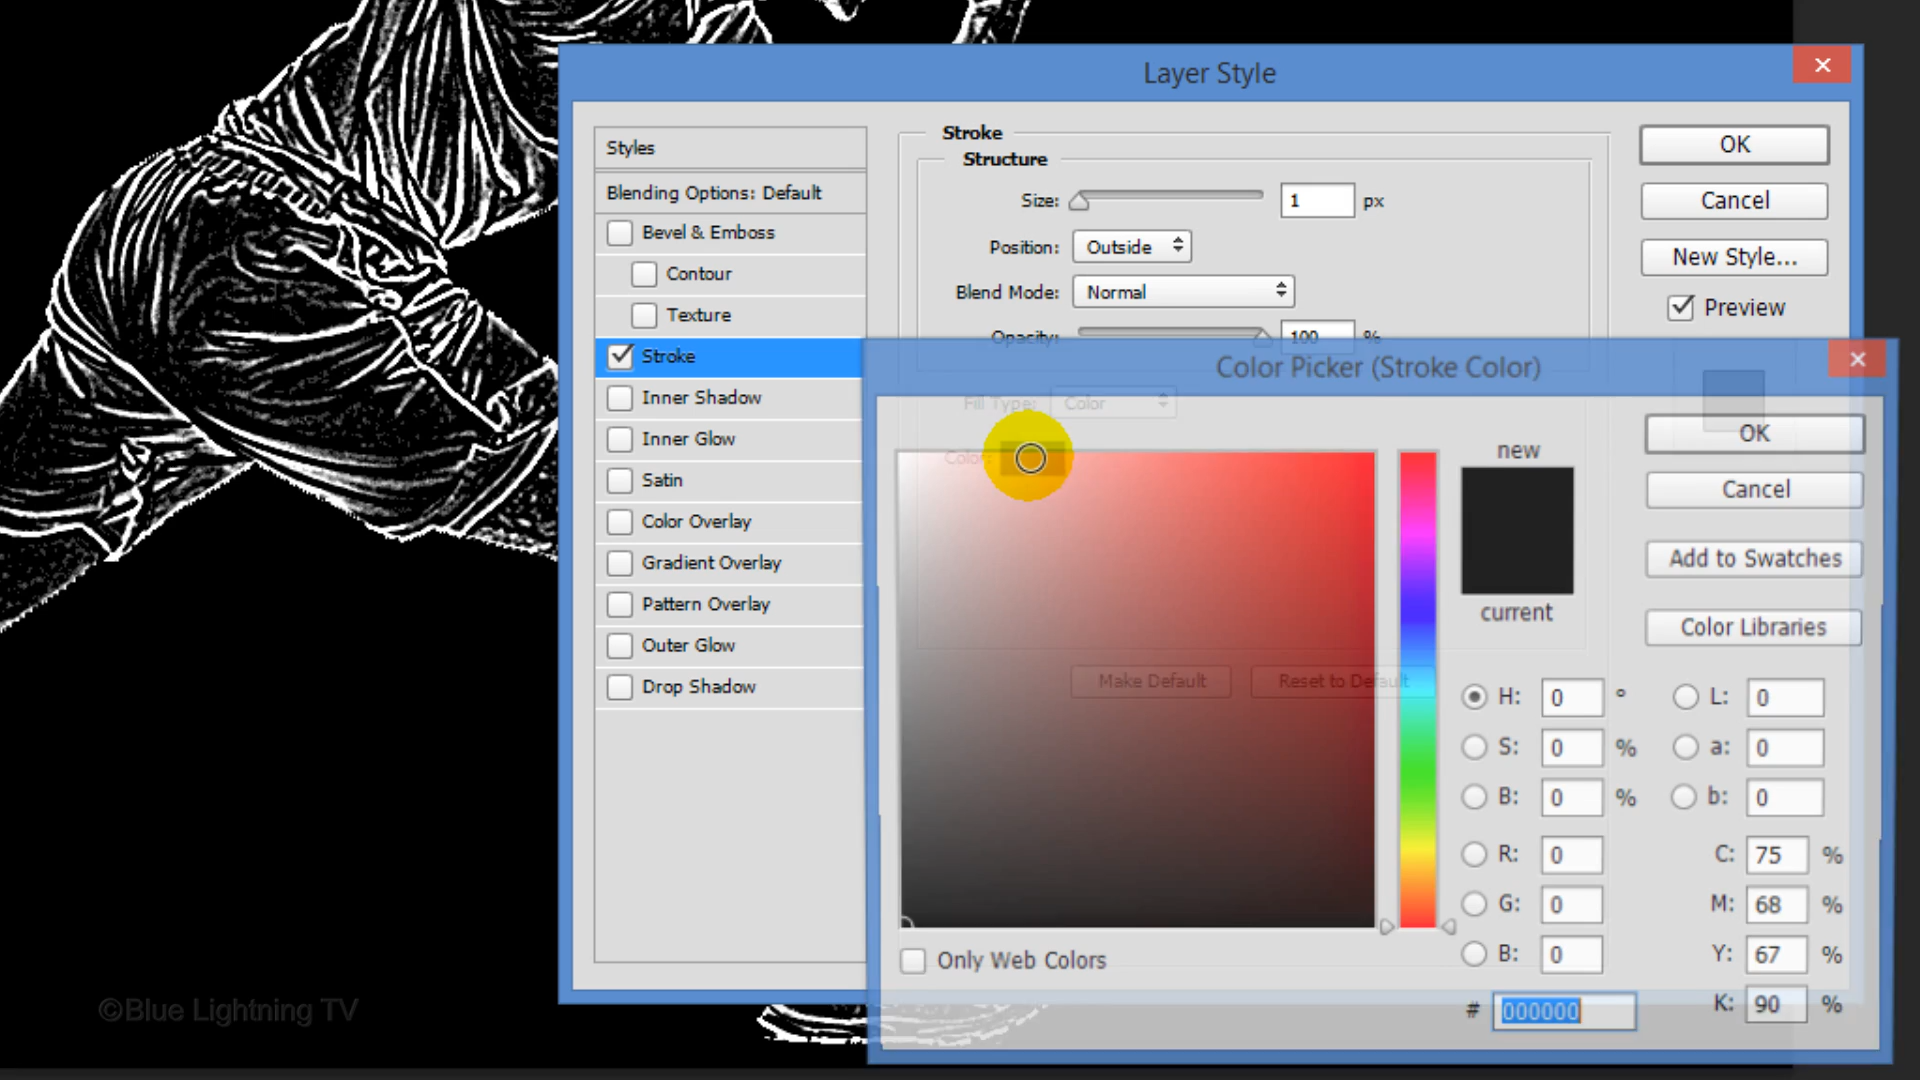 Layer Style
Styles
Blending Options: Default
Bevel & Emboss
Contour
Texture
Stroke
Inner Shadow
Inner Glow
Satin
Color Overlay
Gradient Overlay
Pattern Overlay
Outer Glow
Drop Shadow
Stroke
Structure
Size: 1 px
Position: Outside
Blend Mode: Normal
Opacity: 100 %
Fill Type: Color
Color:
Make Default Reset to Default
OK
Cancel
New Style...
Preview
Color Picker (Stroke Color)
new
current
OK
Cancel
Add to Swatches
Color Libraries
H: 0 ° L: 0
S: 0 % a: 0
B: 0 % b: 0
R: 0 C: 75 %
G: 0 M: 68 %
B: 0 Y: 67 %
# 000000 K: 90 %
Only Web Colors
©Blue Lightning TV